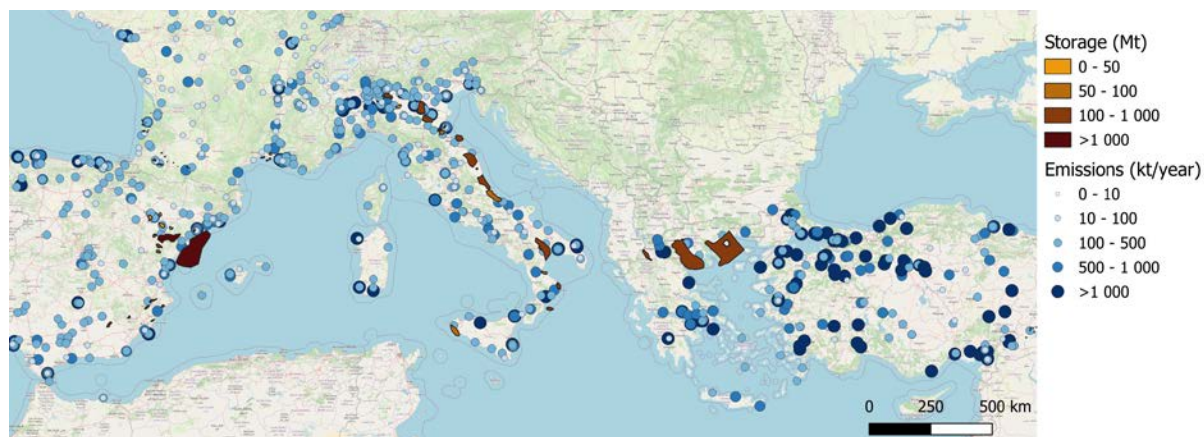 Storage (Mt)
0 - 50
50 - 100
100 - 1 000
>1 000
Emissions (kt/year)
0 - 10
10 - 100
100 - 500
500 - 1 000
>1 000
0 250 500 km